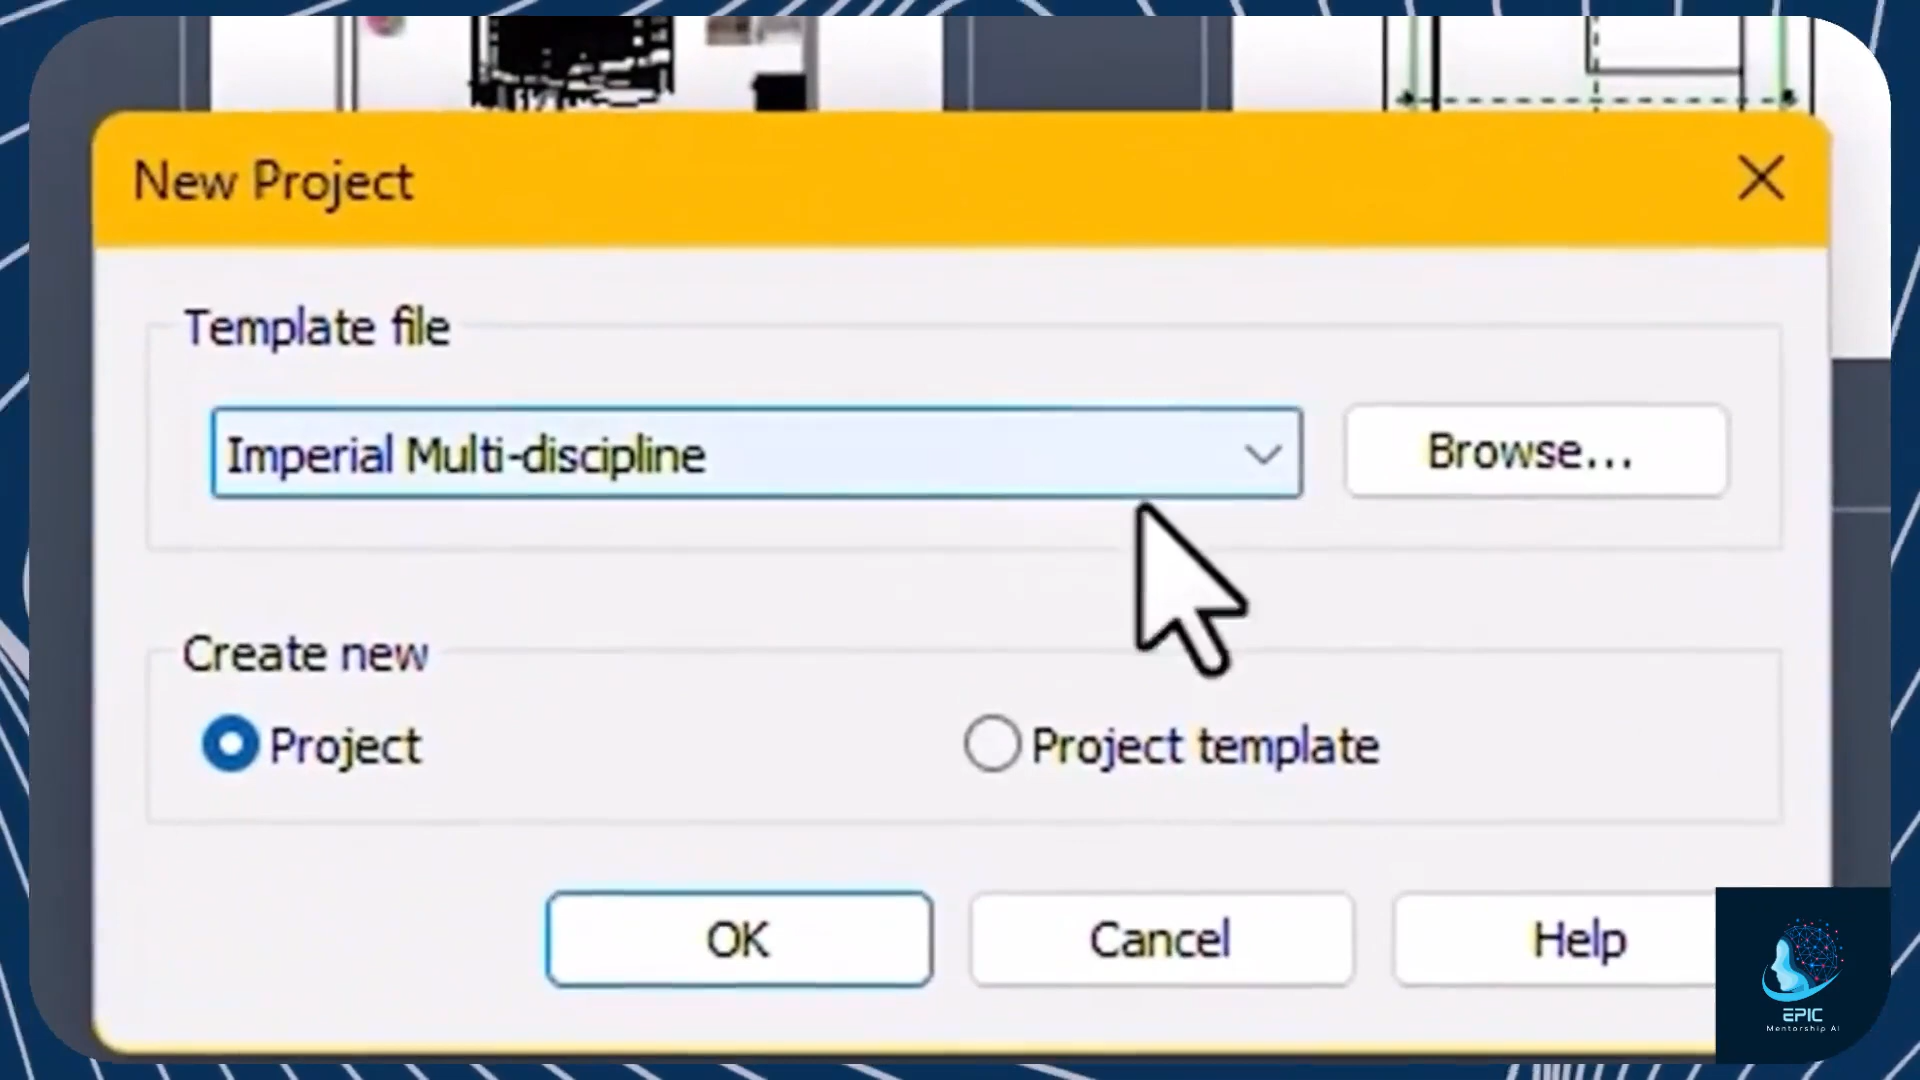 New Project
Template file
Imperial Multi-discipline
Browse...
Create new
Project
Project template
OK
Cancel
Help
EPIC
Mentorship AI